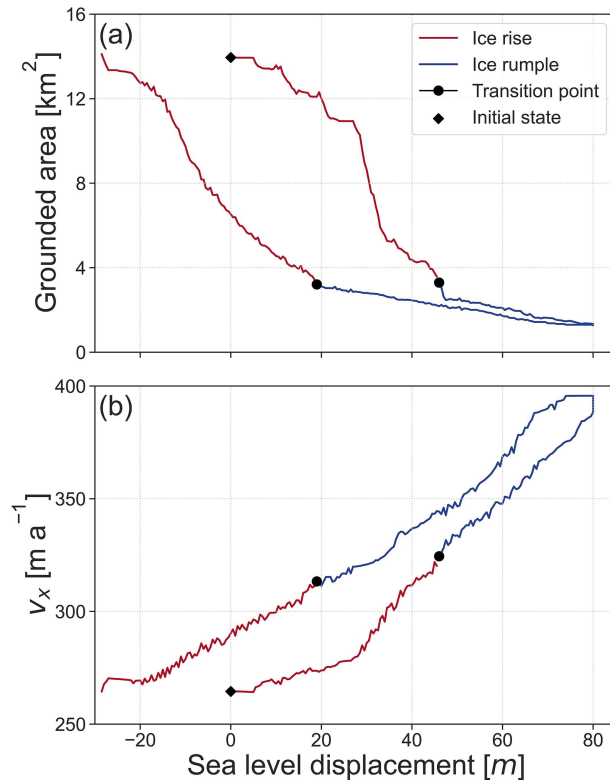 (a)
Grounded area [km²]
16
12
8
4
0
Ice rise
Ice rumple
Transition point
Initial state
(b)
vₓ [m a⁻¹]
400
350
300
250
−20 0 20 40 60 80
Sea level displacement [m]